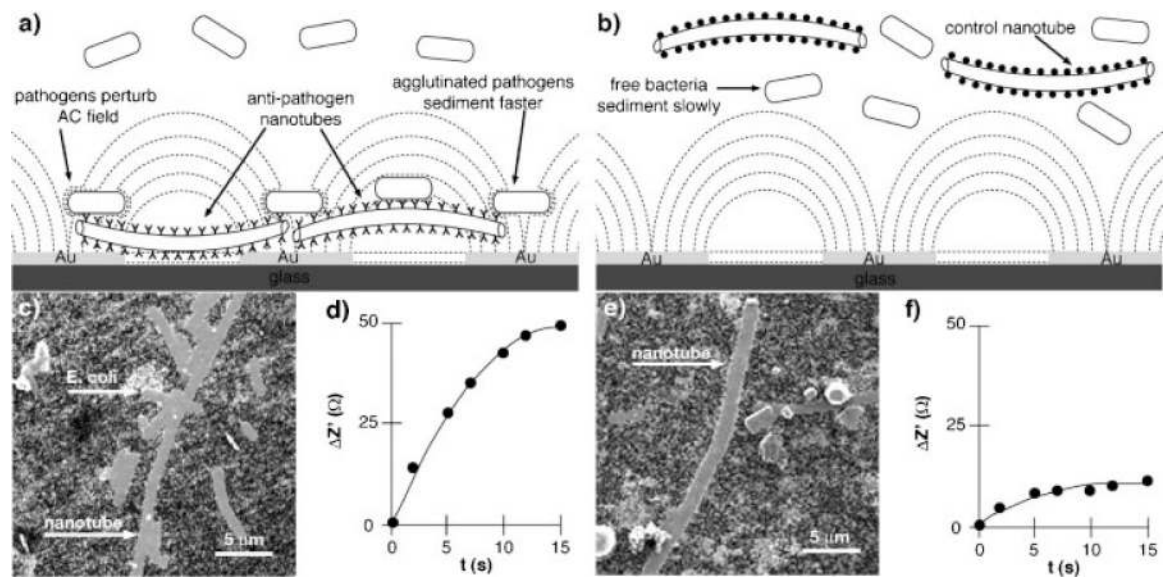 a)
pathogens perturb
AC field
anti-pathogen
nanotubes
agglutinated pathogens
sediment faster
Au
Au
Au
glass
b)
control nanotube
free bacteria
sediment slowly
Au
Au
Au
glass
c)
E. coli
nanotube
5 μm
d)
50
25
0
ΔZ' (Ω)
0
5
10
15
t (s)
e)
nanotube
5 μm
f)
50
25
0
ΔZ' (Ω)
0
5
10
15
t (s)